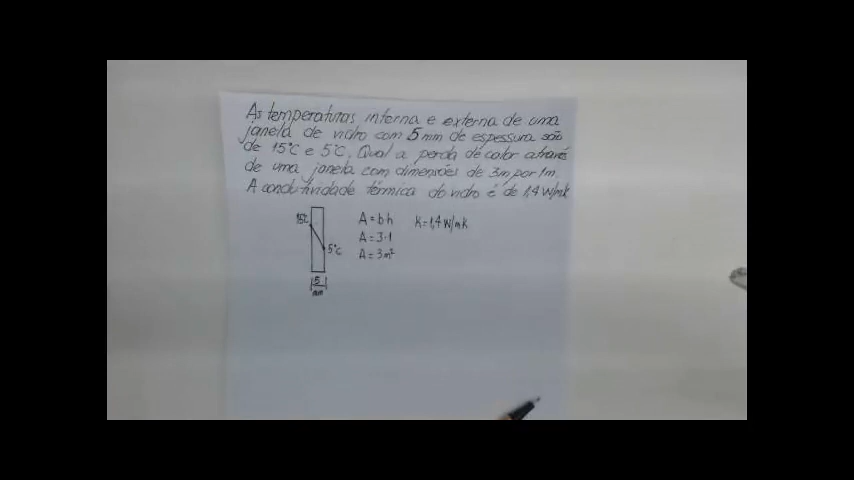 As temperaturas interna e externa de uma
janela de vidro com 5mm de espessura são
de 15°C e 5°C. Qual a perda de calor através
de uma janela com dimensões de 3m por 1m.
A condutividade térmica do vidro é de 1,4 W/mK
15°C
5°C
5
mm
A = b·h
A = 3·1
A = 3m²
K=1,4 W/mK